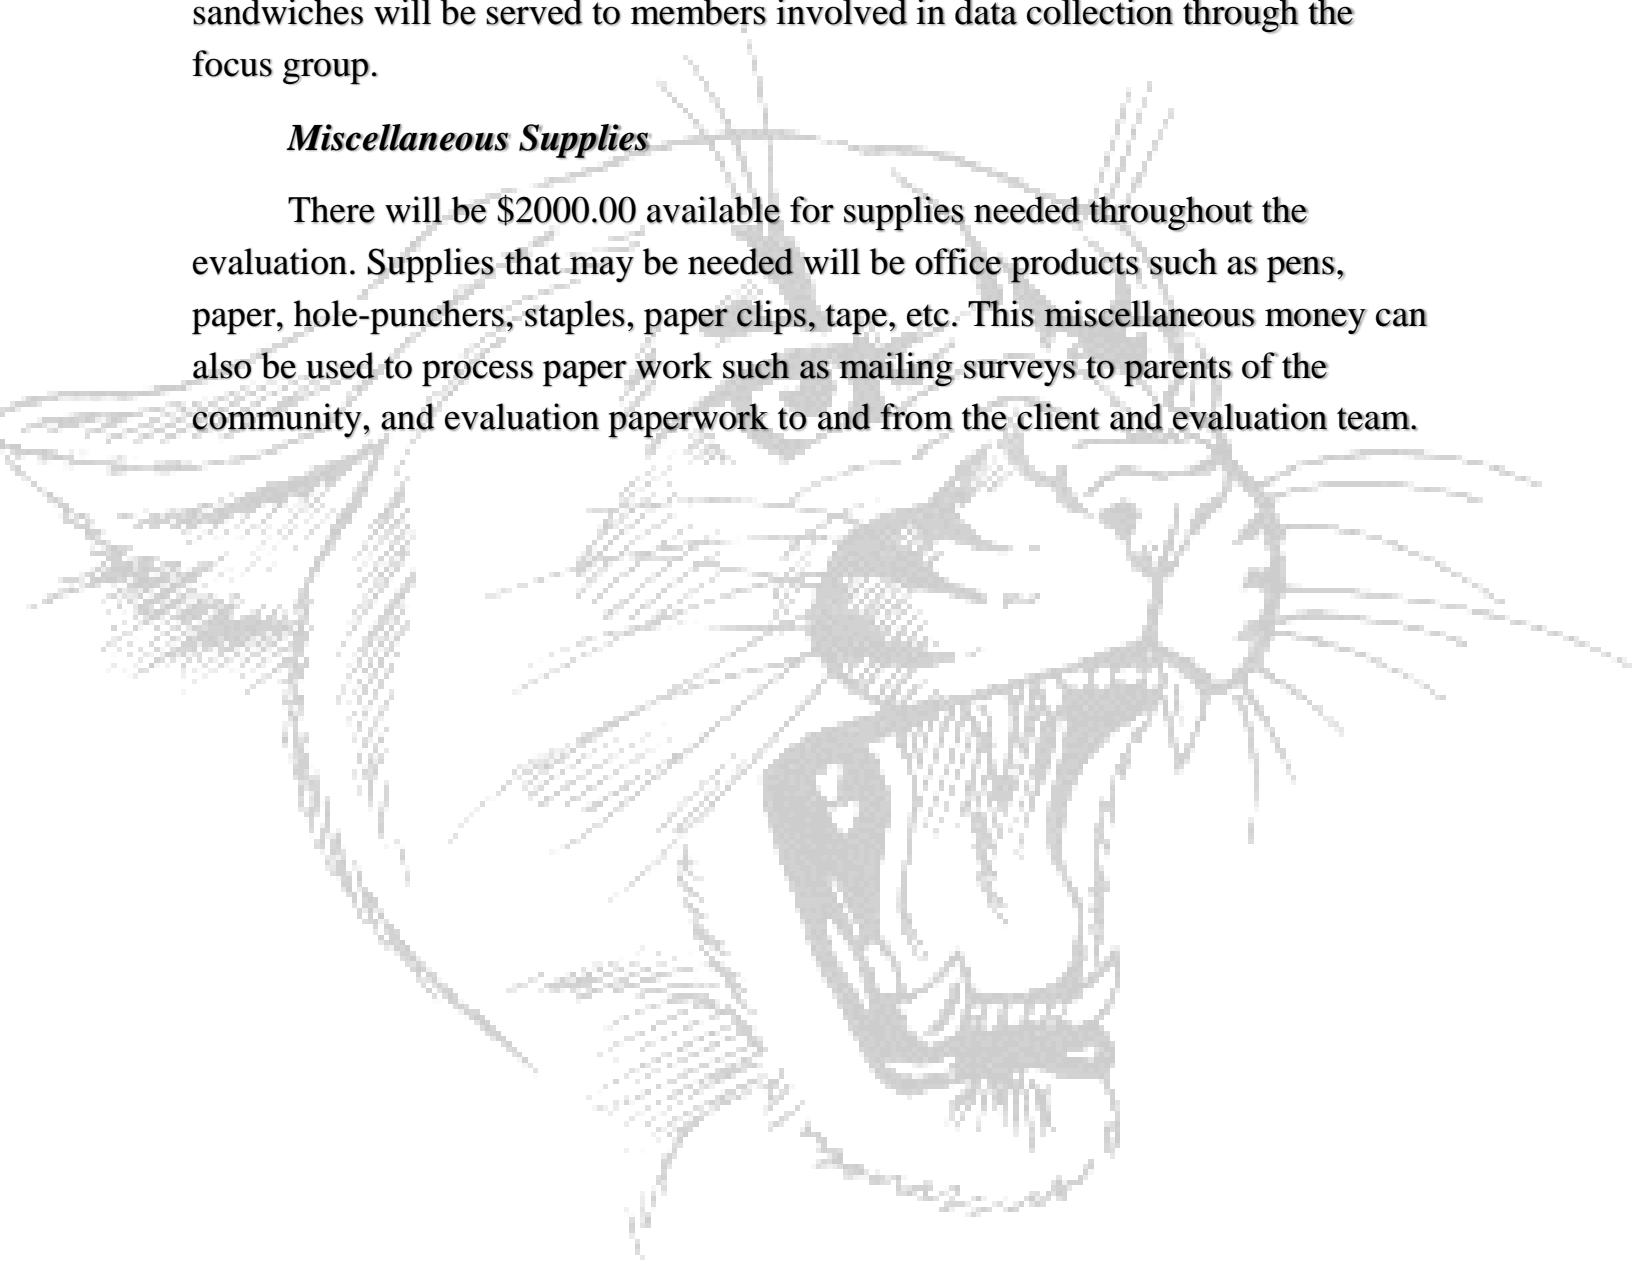 sandwiches will be served to members involved in data collection through the
focus group.
Miscellaneous Supplies
There will be $2000.00 available for supplies needed throughout the
evaluation. Supplies that may be needed will be office products such as pens,
paper, hole-punchers, staples, paper clips, tape, etc. This miscellaneous money can
also be used to process paper work such as mailing surveys to parents of the
community, and evaluation paperwork to and from the client and evaluation team.